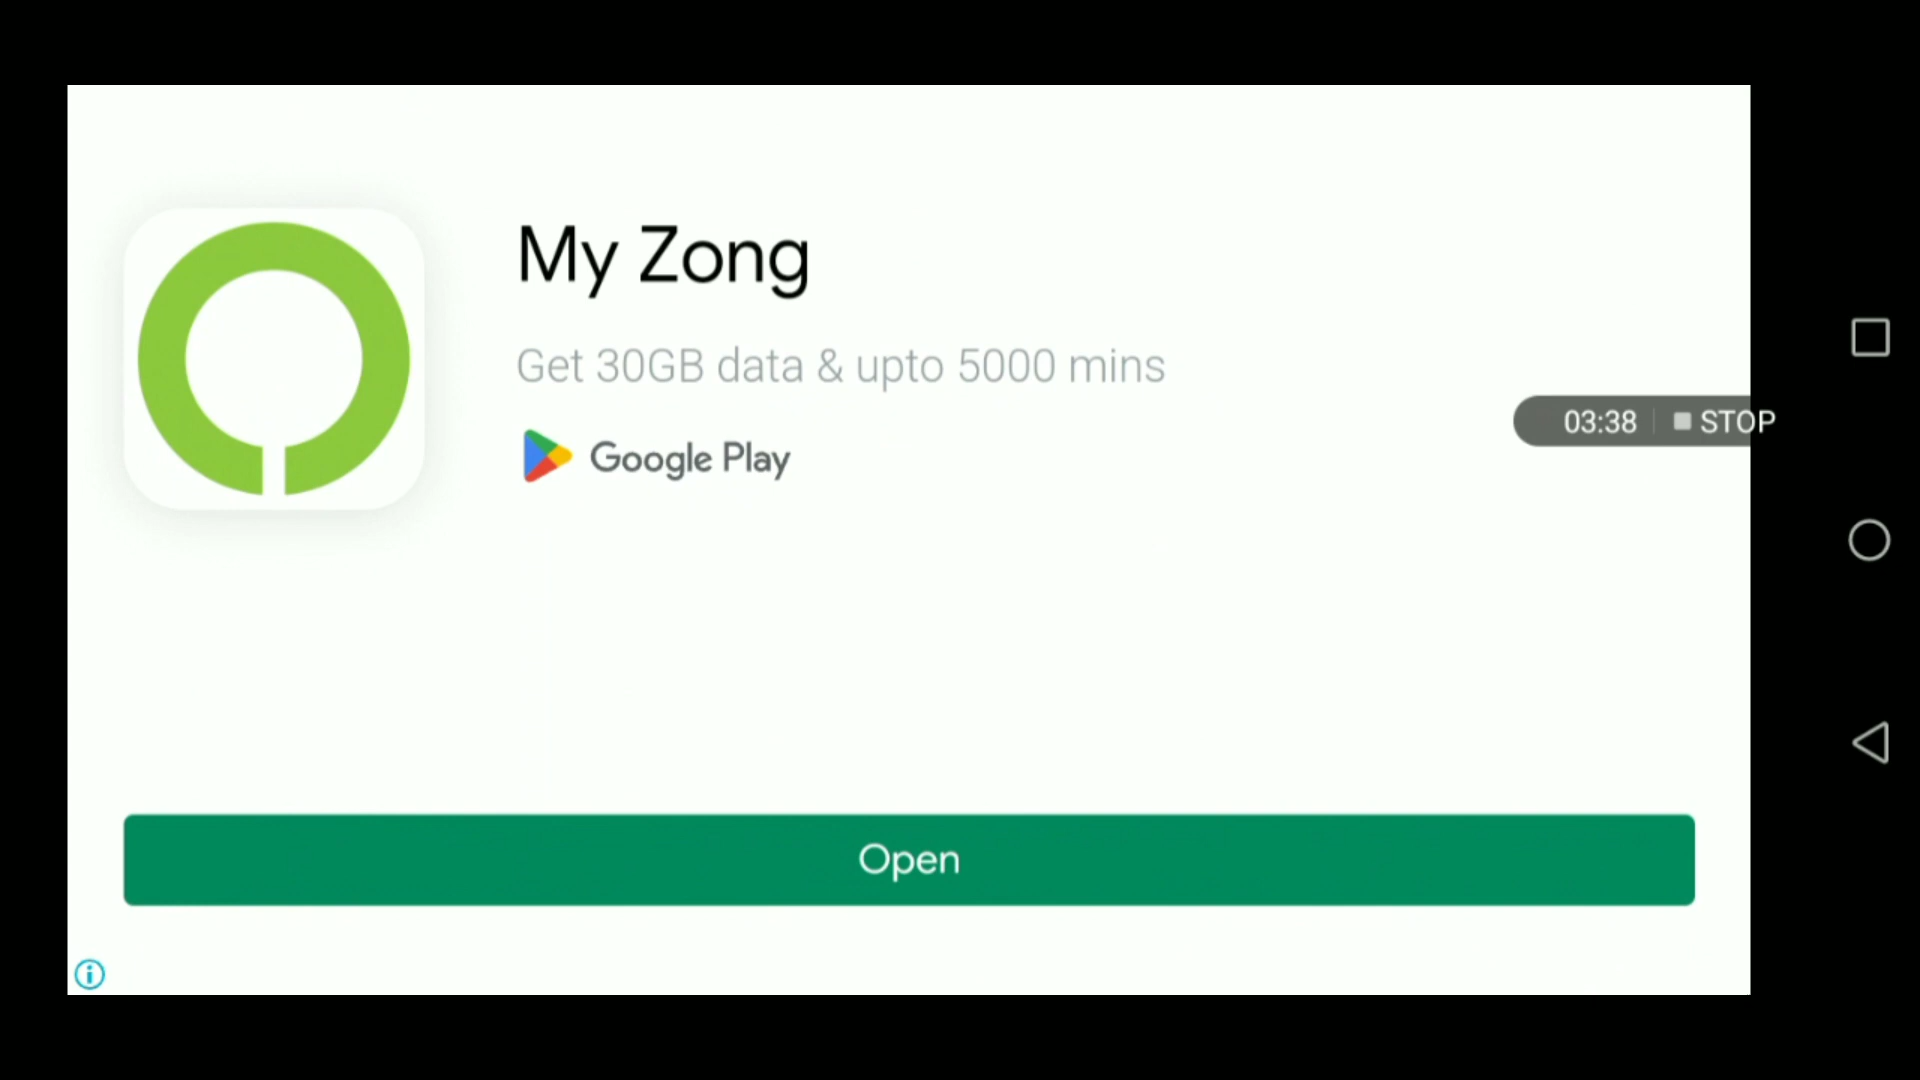 My Zong
Get 30GB data & upto 5000 mins
Google Play
03:38 STOP
Open